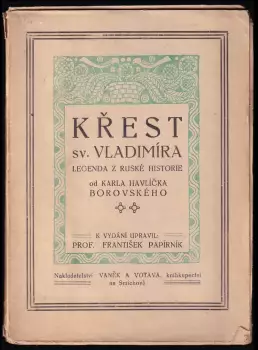 KŘEST
SV. VLADIMÍRA
LEGENDA Z RUSKÉ HISTORIE
od KARLA HAVLÍČKA
BOROVSKÉHO
K VYDÁNÍ UPRAVIL:
PROF. FRANTIŠEK PAPÍRNÍK
Nakladatelství VANĚK A VOTAVA, knihkupectví
na Smíchově